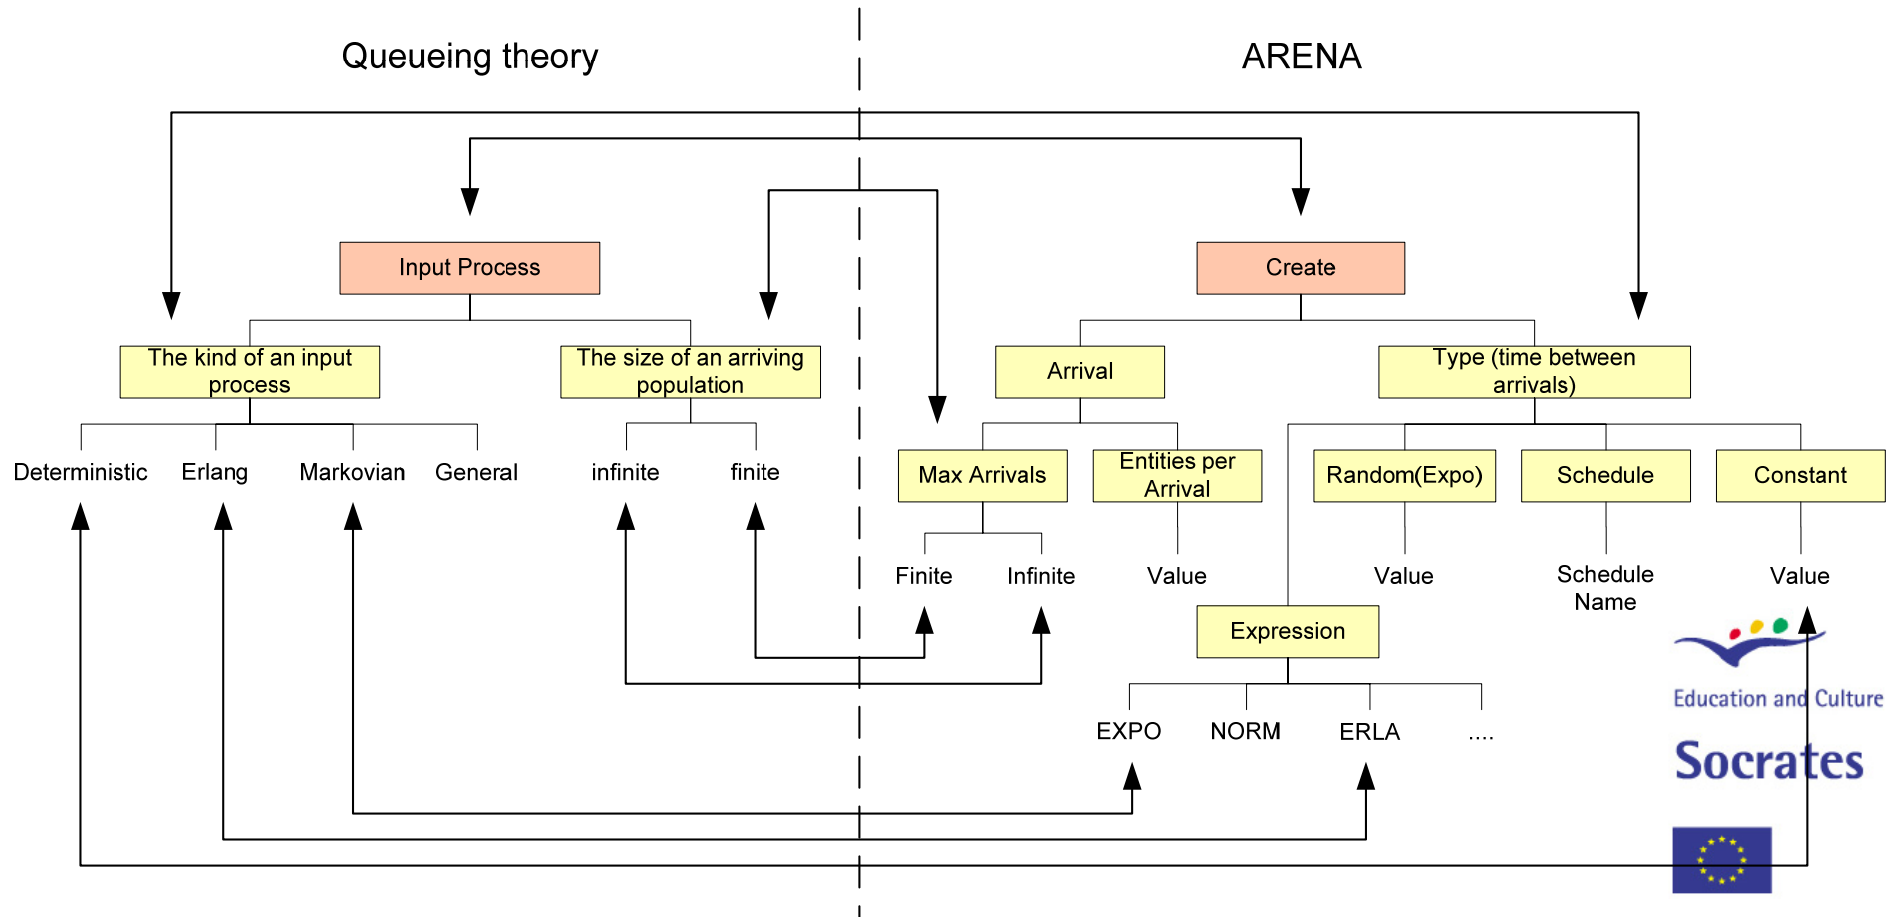 Queueing theory
ARENA
Input Process
Create
The kind of an input
process
The size of an arriving
population
Arrival
Type (time between
arrivals)
Deterministic
Erlang
Markovian
General
infinite
finite
Max Arrivals
Entities per
Arrival
Random(Expo)
Schedule
Constant
Finite
Infinite
Value
Value
Schedule
Name
Value
Expression
EXPO
NORM
ERLA
....
Education and Culture
Socrates